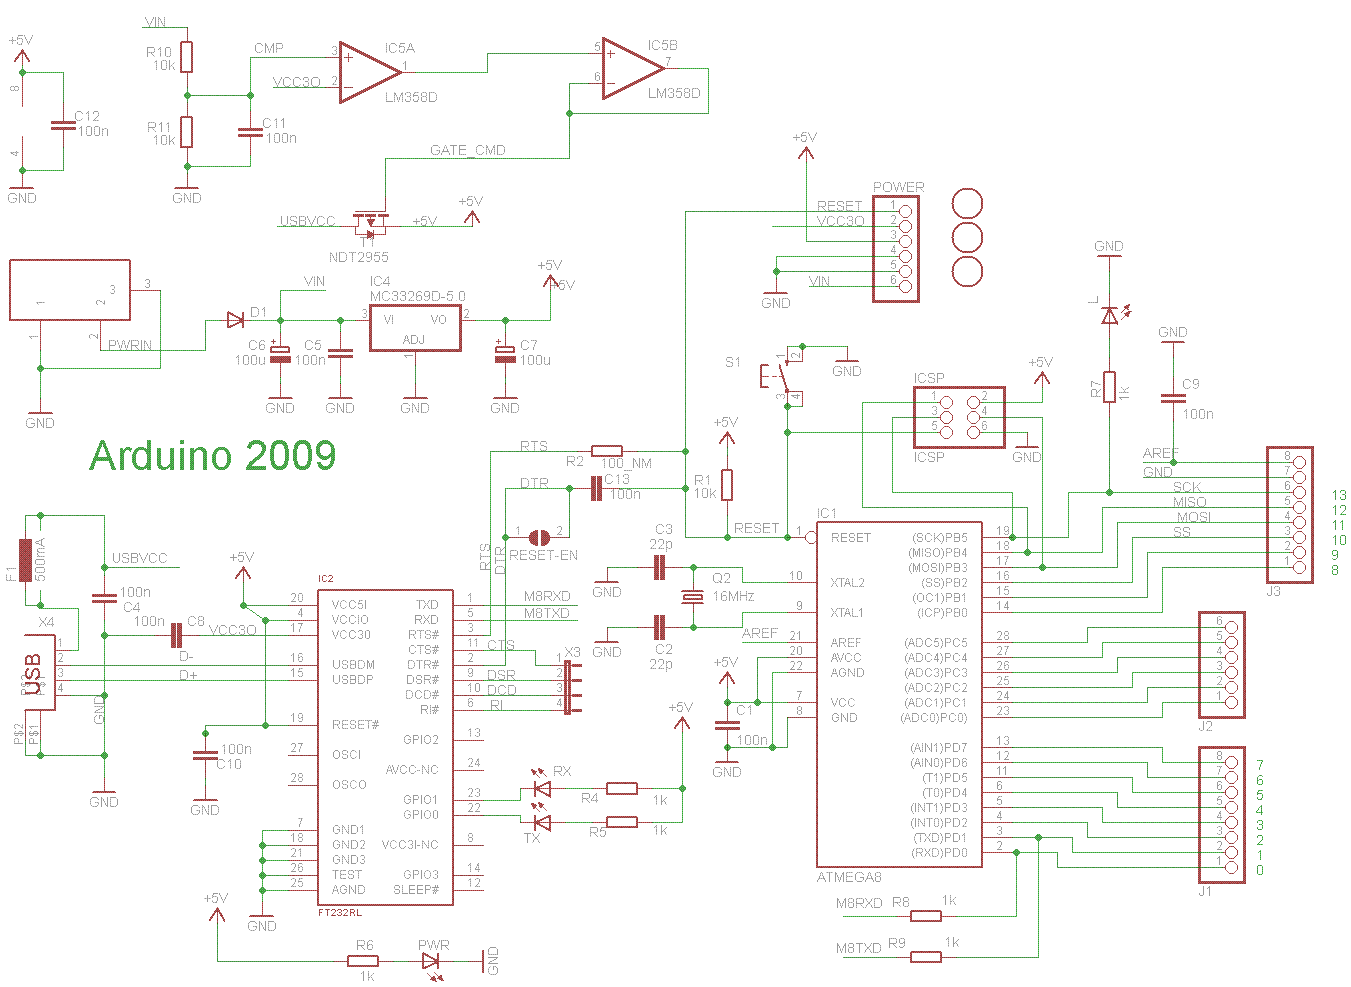 VIN
+5V
R10
10k
CMP
3
IC5A
1
VCC3O
2
LM358D
5
IC5B
7
6
LM358D
8
C12
100n
4
GND
R11
10k
C11
100n
GND
GATE_CMD
USBVCC
+5V
+5V
NDT2955
+5V
POWER
RESET
1
VCC3O
2
3
4
5
VIN
6
GND
GND
L
R7
1k
GND
C9
100n
1
2
3
3
1
2
PWRIN
GND
D1
VIN
IC4
MC33269D-5.0
3
VI
VO
2
ADJ
1
+5V
+5V
C6
100u
C5
100n
C7
100u
GND
GND
GND
GND
S1
1
2
3
4
GND
ICSP
1
2
3
4
5
6
ICSP
+5V
GND
Arduino 2009
RTS
R2
100_NM
DTR
C13
100n
1
2
RESET-EN
RTS
DTR
+5V
R1
10k
RESET
AREF
GND
SCK
MISO
MOSI
SS
8
7
6
5
4
3
2
1
13
12
11
10
9
8
J3
F1
500mA
USBVCC
100n
C4
100n
C8
VCC3O
X4
USB
1
2
3
4
D-
D+
GND
P$2
P$1
GND
+5V
IC2
20
VCC5I
4
VCCIO
17
VCC30
16
USBDM
15
USBDP
19
RESET#
27
OSCI
28
OSCO
7
GND1
18
GND2
21
GND3
26
TEST
25
AGND
FT232RL
TXD
1
M8RXD
RXD
5
M8TXD
RTS#
3
CTS#
11
CTS
DTR#
2
DSR#
9
DSR
DCD#
10
DCD
RI#
6
RI
GPIO2
13
AVCC-NC
24
GPIO1
23
GPIO0
22
VCC3I-NC
8
GPIO3
14
SLEEP#
12
X3
1
2
3
4
100n
C10
GND
GND
RX
R4
1k
TX
R5
1k
+5V
C3
22p
GND
Q2
16MHz
C2
22p
GND
AREF
+5V
C1
100n
GND
IC1
1
RESET
10
XTAL2
9
XTAL1
21
AREF
20
AVCC
22
AGND
7
VCC
8
GND
(SCK)PB5
19
(MISO)PB4
18
(MOSI)PB3
17
(SS)PB2
16
(OC1)PB1
15
(ICP)PB0
14
(ADC5)PC5
28
(ADC4)PC4
27
(ADC3)PC3
26
(ADC2)PC2
25
(ADC1)PC1
24
(ADC0)PC0
23
(AIN1)PD7
13
(AIN0)PD6
12
(T1)PD5
11
(T0)PD4
6
(INT1)PD3
5
(INT0)PD2
4
(TXD)PD1
3
(RXD)PD0
2
ATMEGA8
6
5
4
3
2
1
J2
8
7
6
5
4
3
2
1
7
6
5
4
3
2
1
0
J1
M8RXD
R8
1k
M8TXD
R9
1k
+5V
R6
1k
PWR
GND